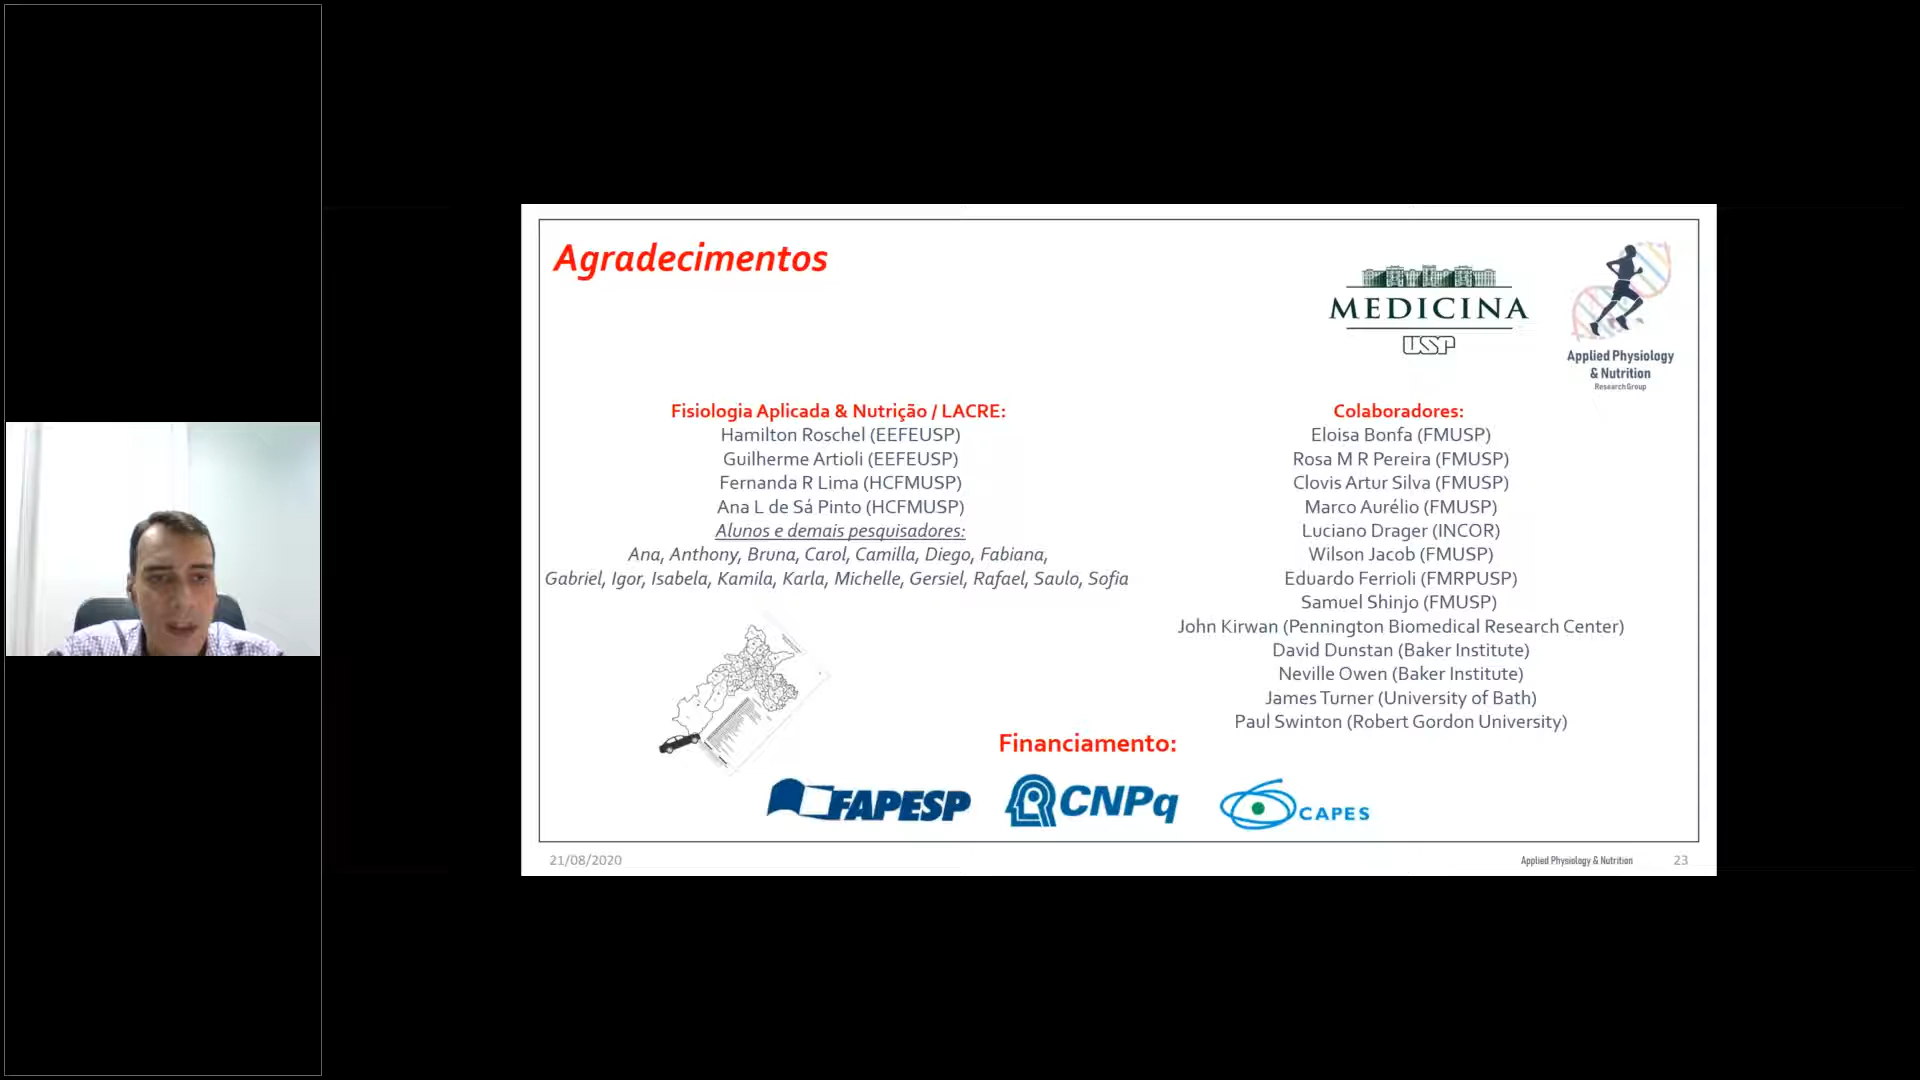 Agradecimentos
MEDICINA
USP
Applied Physiology
& Nutrition
Research Group
Fisiologia Aplicada & Nutrição / LACRE:
Hamilton Roschel (EEFEUSP)
Guilherme Artioli (EEFEUSP)
Fernanda R Lima (HCFMUSP)
Ana L de Sá Pinto (HCFMUSP)
Alunos e demais pesquisadores:
Ana, Anthony, Bruna, Carol, Camilla, Diego, Fabiana,
Gabriel, Igor, Isabela, Kamila, Karla, Michelle, Gersiel, Rafael, Saulo, Sofia
Colaboradores:
Eloisa Bonfa (FMUSP)
Rosa M R Pereira (FMUSP)
Clovis Artur Silva (FMUSP)
Marco Aurélio (FMUSP)
Luciano Drager (INCOR)
Wilson Jacob (FMUSP)
Eduardo Ferrioli (FMRPUSP)
Samuel Shinjo (FMUSP)
John Kirwan (Pennington Biomedical Research Center)
David Dunstan (Baker Institute)
Neville Owen (Baker Institute)
James Turner (University of Bath)
Paul Swinton (Robert Gordon University)
Financiamento:
FAPESP
CNPq
CAPES
21/08/2020
Applied Physiology & Nutrition
23